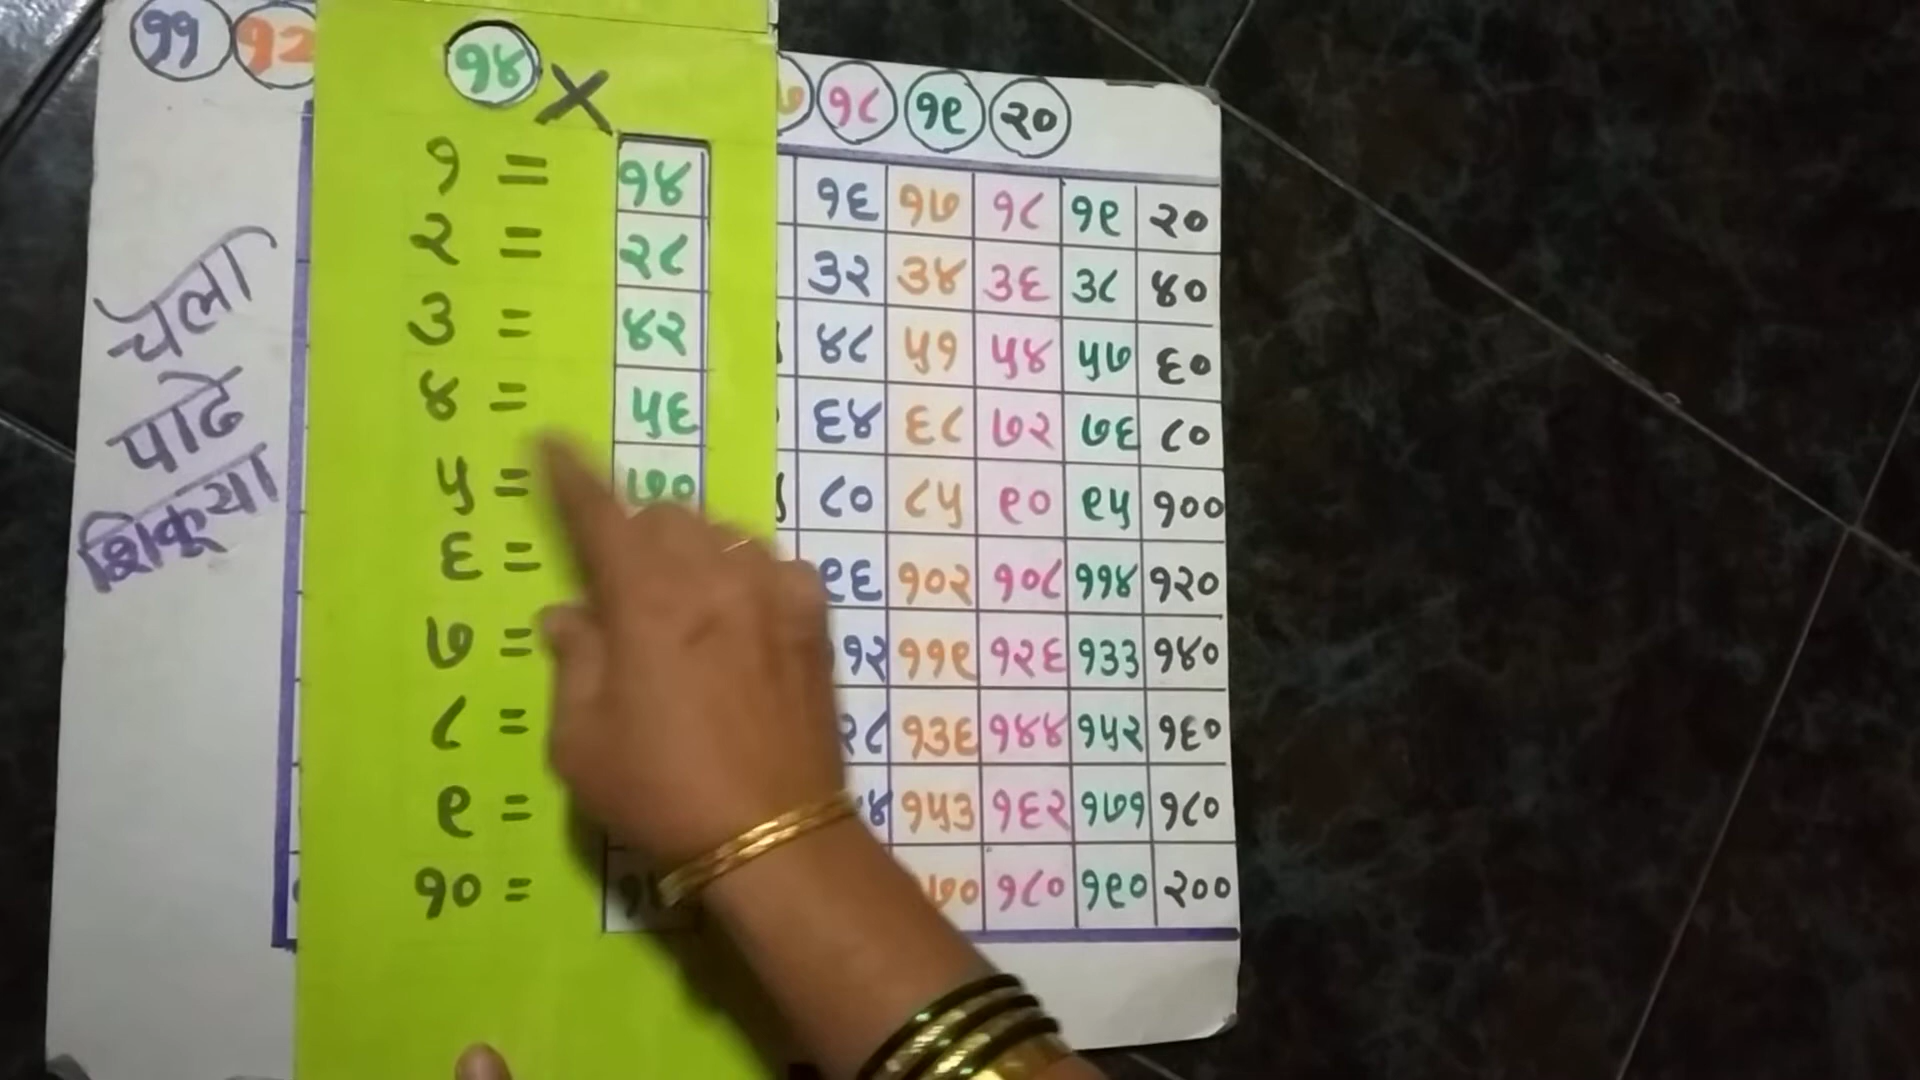 ११ १२ १४ × १८ १९ २०
१ = १४ १६ १७ १८ १९ २०
२ = २८ ३२ ३४ ३६ ३८ ४०
३ = ४२ ४८ ५१ ५४ ५७ ६०
४ = ५६ ६४ ६८ ७२ ७६ ८०
५ = ७० ८० ८५ ९० ९५ १००
६ = ९६ १०२ १०८ ११४ १२०
७ = ११९ १२६ १३३ १४०
८ = १३६ १४४ १५२ १६०
९ = १५३ १६२ १७१ १८०
१० = १८० १९० २००
चला
पाढे
शिकूया